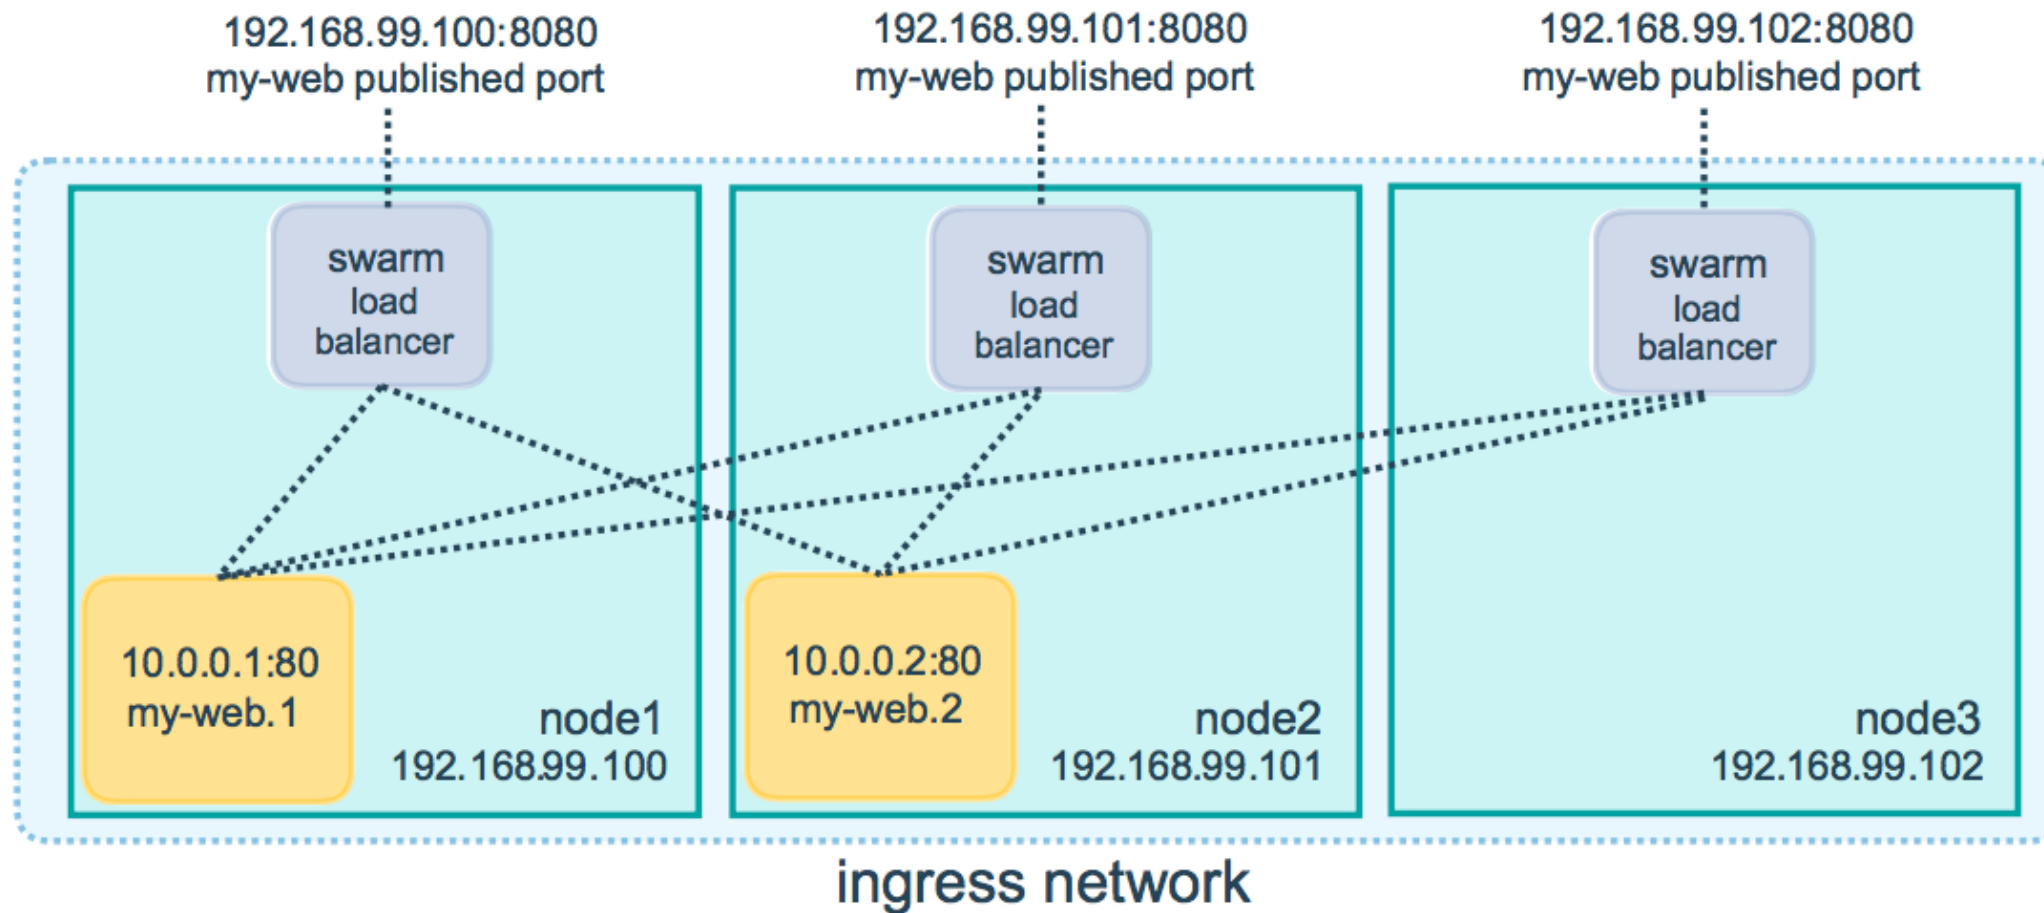 192.168.99.100:8080
my-web published port
192.168.99.101:8080
my-web published port
192.168.99.102:8080
my-web published port
swarm
load
balancer
swarm
load
balancer
swarm
load
balancer
10.0.0.1:80
my-web.1
node1
192.168.99.100
10.0.0.2:80
my-web.2
node2
192.168.99.101
node3
192.168.99.102
ingress network